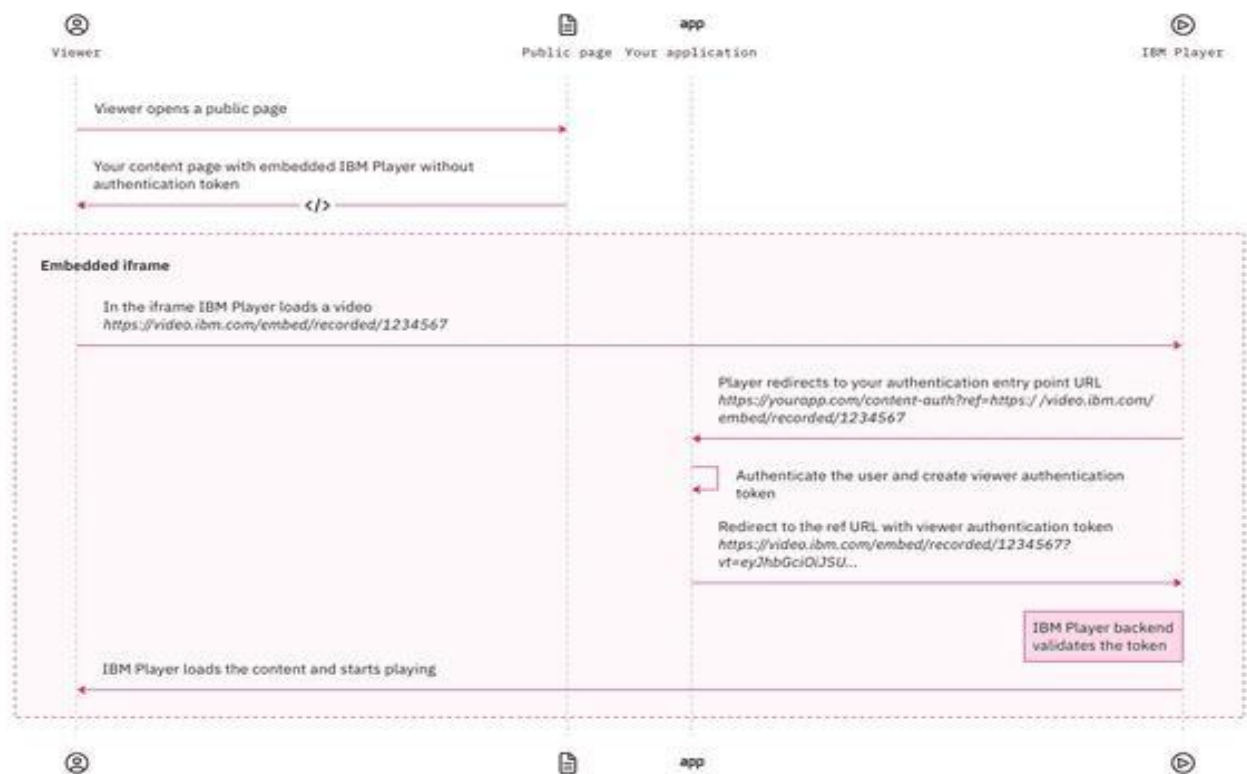 app
Viewer
Public page
Your application
IBM Player
Viewer opens a public page
Your content page with embedded IBM Player without
authentication token
</>
Embedded iframe
In the iframe IBM Player loads a video
https://video.ibm.com/embed/recorded/1234567
Player redirects to your authentication entry point URL
https://yourapp.com/content-auth?ref=https:/ /video.ibm.com/
embed/recorded/1234567
Authenticate the user and create viewer authentication
token
Redirect to the ref URL with viewer authentication token
https://video.ibm.com/embed/recorded/1234567?
vt=eyJhbGciOiJSU...
IBM Player backend
validates the token
IBM Player loads the content and starts playing
app